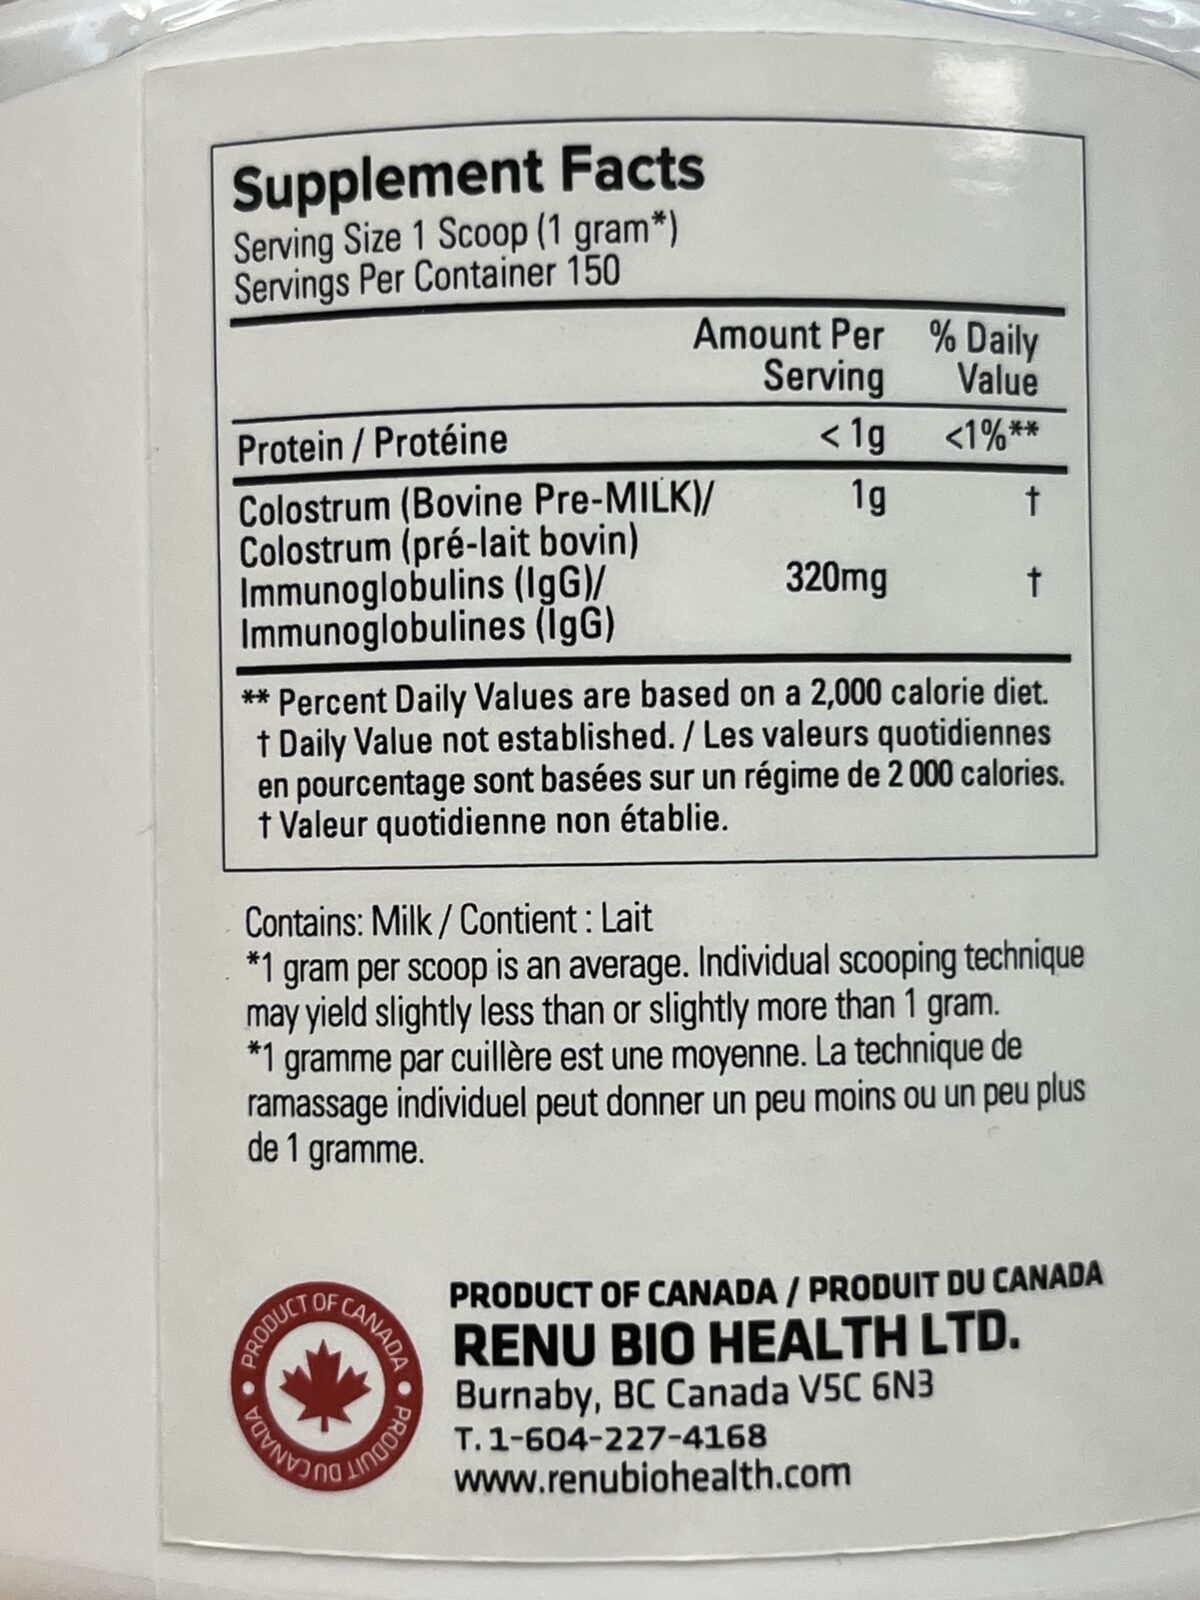 Supplement Facts
Serving Size 1 Scoop (1 gram*)
Servings Per Container 150
Amount Per Serving
% Daily Value
Protein / Protéine < 1g <1%**
Colostrum (Bovine Pre-MILK)/ 1g †
Colostrum (pré-lait bovin)
Immunoglobulins (IgG)/ 320mg †
Immunoglobulines (IgG)
** Percent Daily Values are based on a 2,000 calorie diet.
† Daily Value not established. / Les valeurs quotidiennes
en pourcentage sont basées sur un régime de 2 000 calories.
† Valeur quotidienne non établie.
Contains: Milk / Contient : Lait
*1 gram per scoop is an average. Individual scooping technique
may yield slightly less than or slightly more than 1 gram.
*1 gramme par cuillère est une moyenne. La technique de
ramassage individuel peut donner un peu moins ou un peu plus
de 1 gramme.
PRODUCT OF CANADA • PRODUIT DU CANADA •
PRODUCT OF CANADA / PRODUIT DU CANADA
RENU BIO HEALTH LTD.
Burnaby, BC Canada V5C 6N3
T. 1-604-227-4168
www.renubiohealth.com